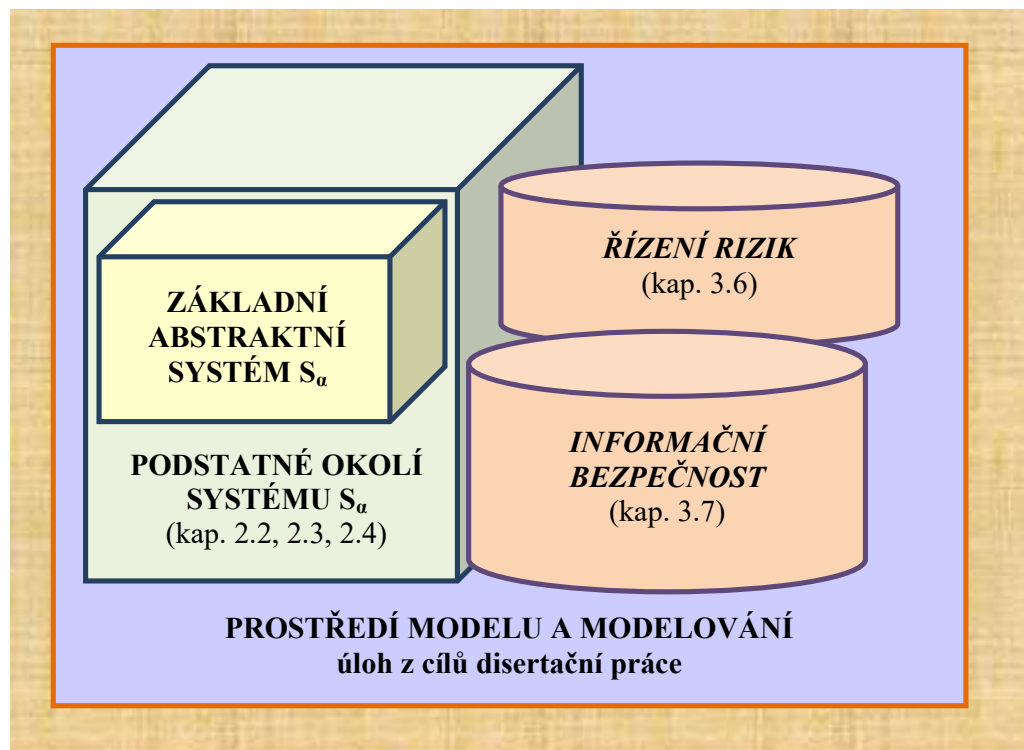 ZÁKLADNÍ
ABSTRAKTNÍ
SYSTÉM Sα
PODSTATNÉ OKOLÍ
SYSTÉMU Sα
(kap. 2.2, 2.3, 2.4)
ŘÍZENÍ RIZIK
(kap. 3.6)
INFORMAČNÍ
BEZPEČNOST
(kap. 3.7)
PROSTŘEDÍ MODELU A MODELOVÁNÍ
úloh z cílů disertační práce